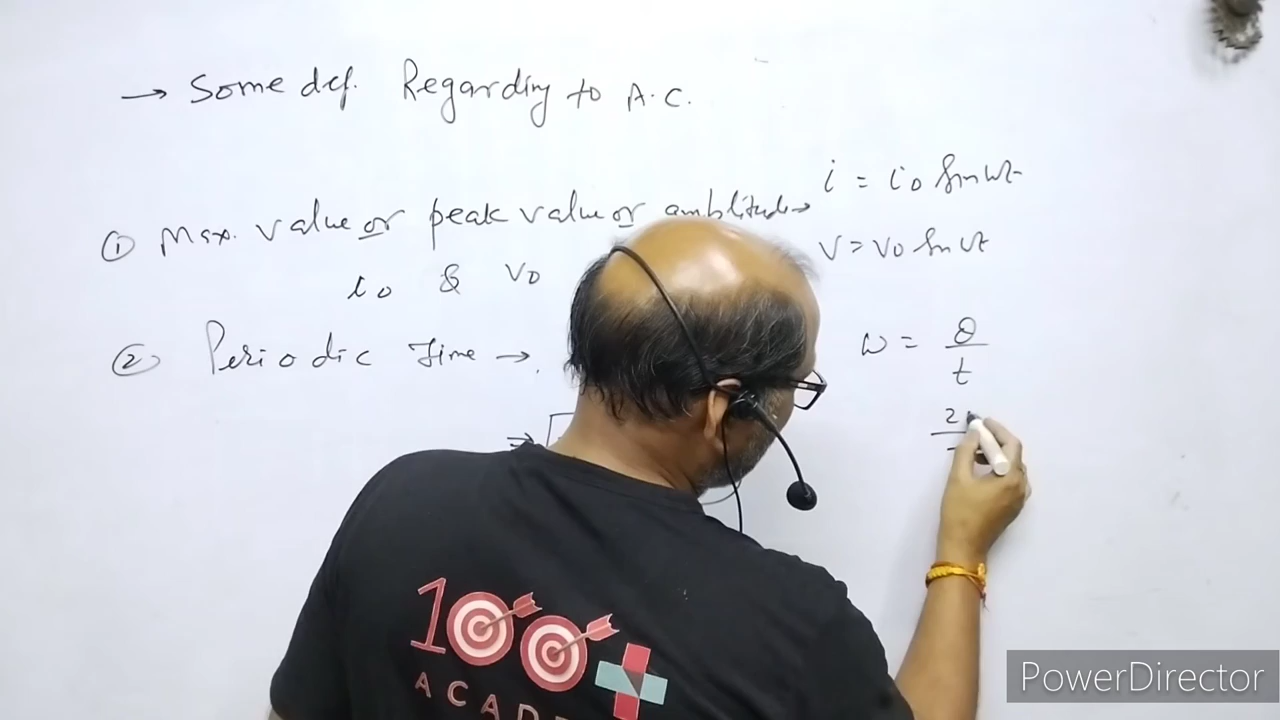 → Some def. Regarding to A.C.
① Max. value or peak value or amplitude→
i = i₀ Sinωt
V = V₀ Sinωt
i₀ & V₀
② Periodic Time →
ω = θ/t
2
100+
ACAD
PowerDirector